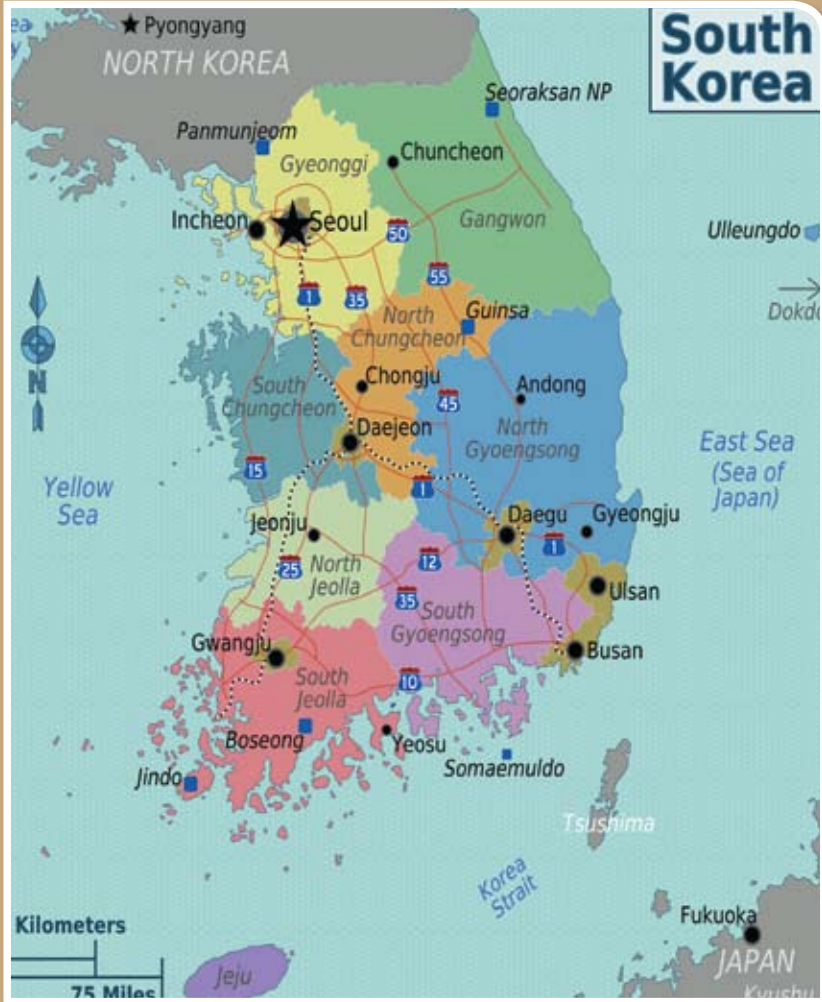 South
Korea
Pyongyang
NORTH KOREA
Seoraksan NP
Panmunjeom
Chuncheon
Gyeonggi
Gangwon
Incheon
Seoul
50
Ulleungdo
55
1
35
Dokdo
North
Chungcheon
Guinsa
N
Chongju
South
Chungcheon
Andong
45
Daejeon
North
Gyoengsong
East Sea
(Sea of
Japan)
15
Yellow
Sea
1
Jeonju
Daegu
Gyeongju
1
12
25
North
Jeolla
35
Ulsan
South
Gyoengsong
Gwangju
Busan
South
Jeolla
10
Boseong
Yeosu
Jindo
Somaemuldo
Tsushima
Korea
Strait
Kilometers
Fukuoka
JAPAN
Jeju
75 Miles
Kyushu